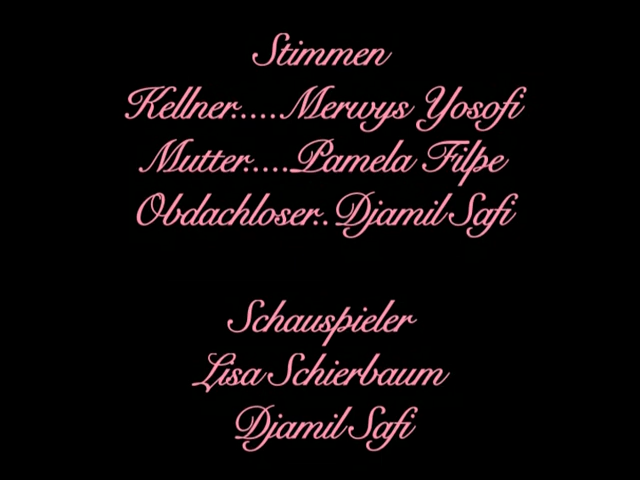 Stimmen
Kellner.....Merwys Yosofi
Mutter.....Pamela Filpe
Obdachloser..Djamil Safi
Schauspieler
Lisa Schierbaum
Djamil Safi